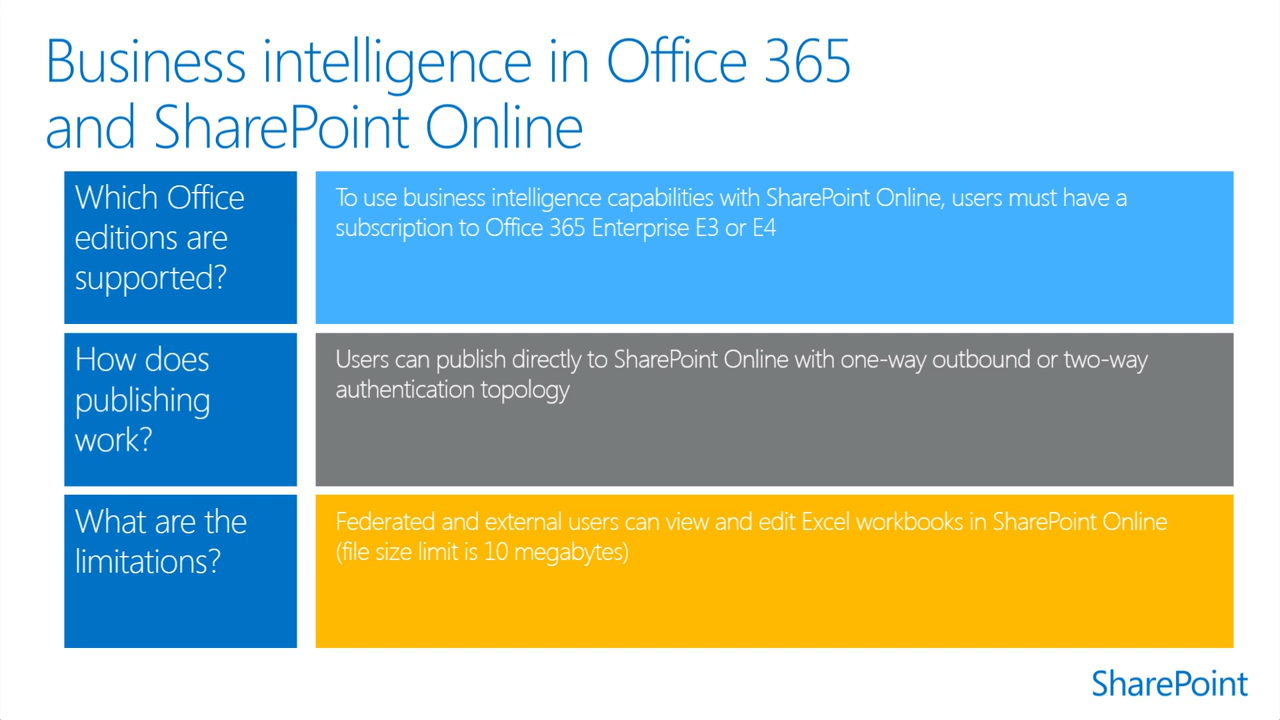 Business intelligence in Office 365
and SharePoint Online
Which Office
editions are
supported?
To use business intelligence capabilities with SharePoint Online, users must have a
subscription to Office 365 Enterprise E3 or E4
How does
publishing
work?
Users can publish directly to SharePoint Online with one-way outbound or two-way
authentication topology
What are the
limitations?
Federated and external users can view and edit Excel workbooks in SharePoint Online
(file size limit is 10 megabytes)
SharePoint